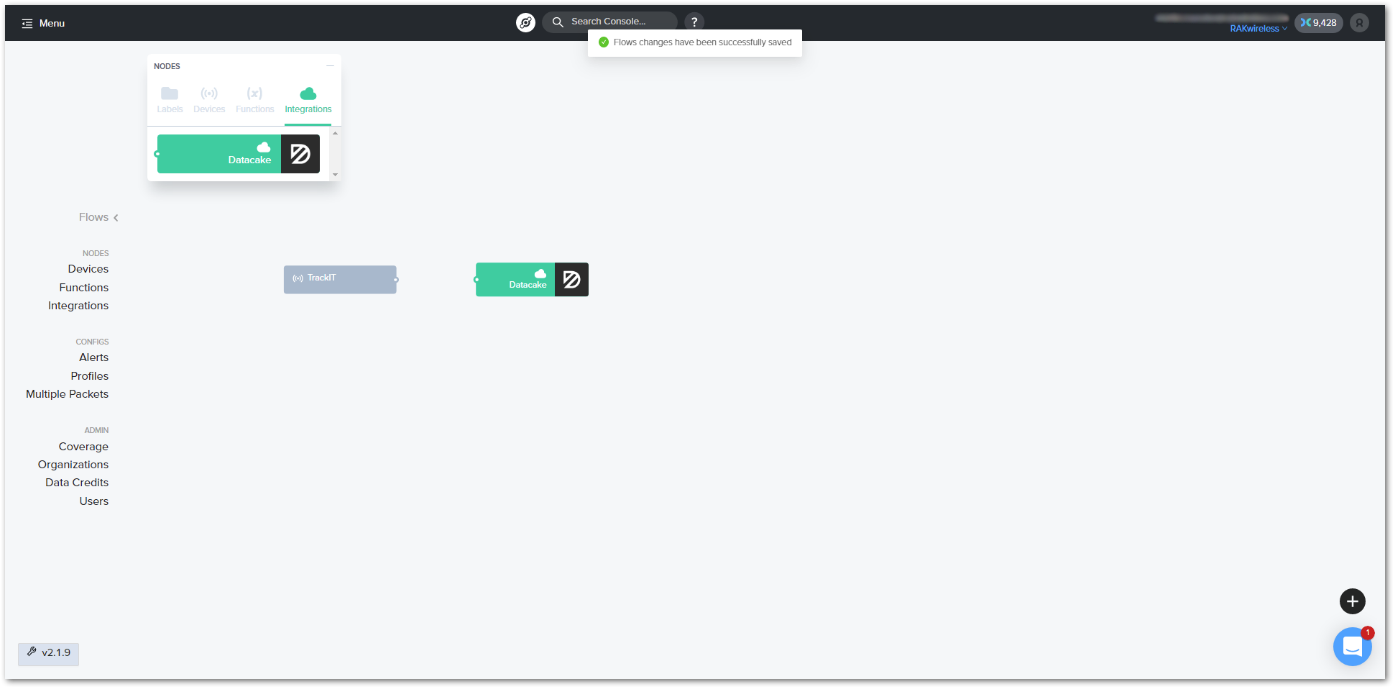 Menu
Search Console...
?
RAKwireless
9,428
R
Flows changes have been successfully saved
NODES
Labels
Devices
Functions
Integrations
Datacake
Flows
NODES
Devices
Functions
Integrations
TrackIT
Datacake
CONFIGS
Alerts
Profiles
Multiple Packets
ADMIN
Coverage
Organizations
Data Credits
Users
1
v2.1.9